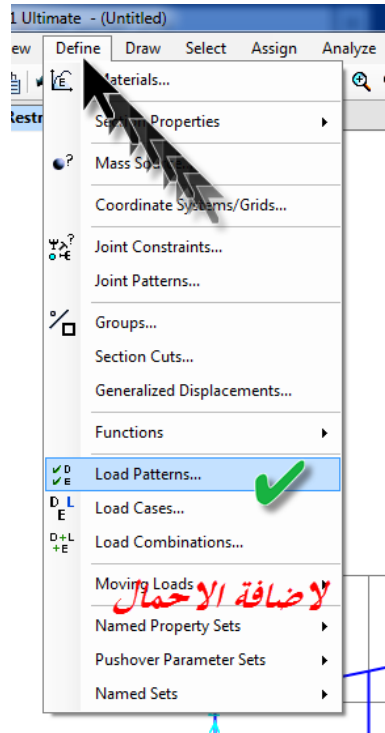 1 Ultimate - (Untitled)
ew Define Draw Select Assign Analyze
Materials...
Restr
Section Properties
Mass Source...
Coordinate Systems/Grids...
Joint Constraints...
Joint Patterns...
Groups...
Section Cuts...
Generalized Displacements...
Functions
Load Patterns...
Load Cases...
Load Combinations...
Moving Loads
لاضافة الاحمال
Named Property Sets
Pushover Parameter Sets
Named Sets